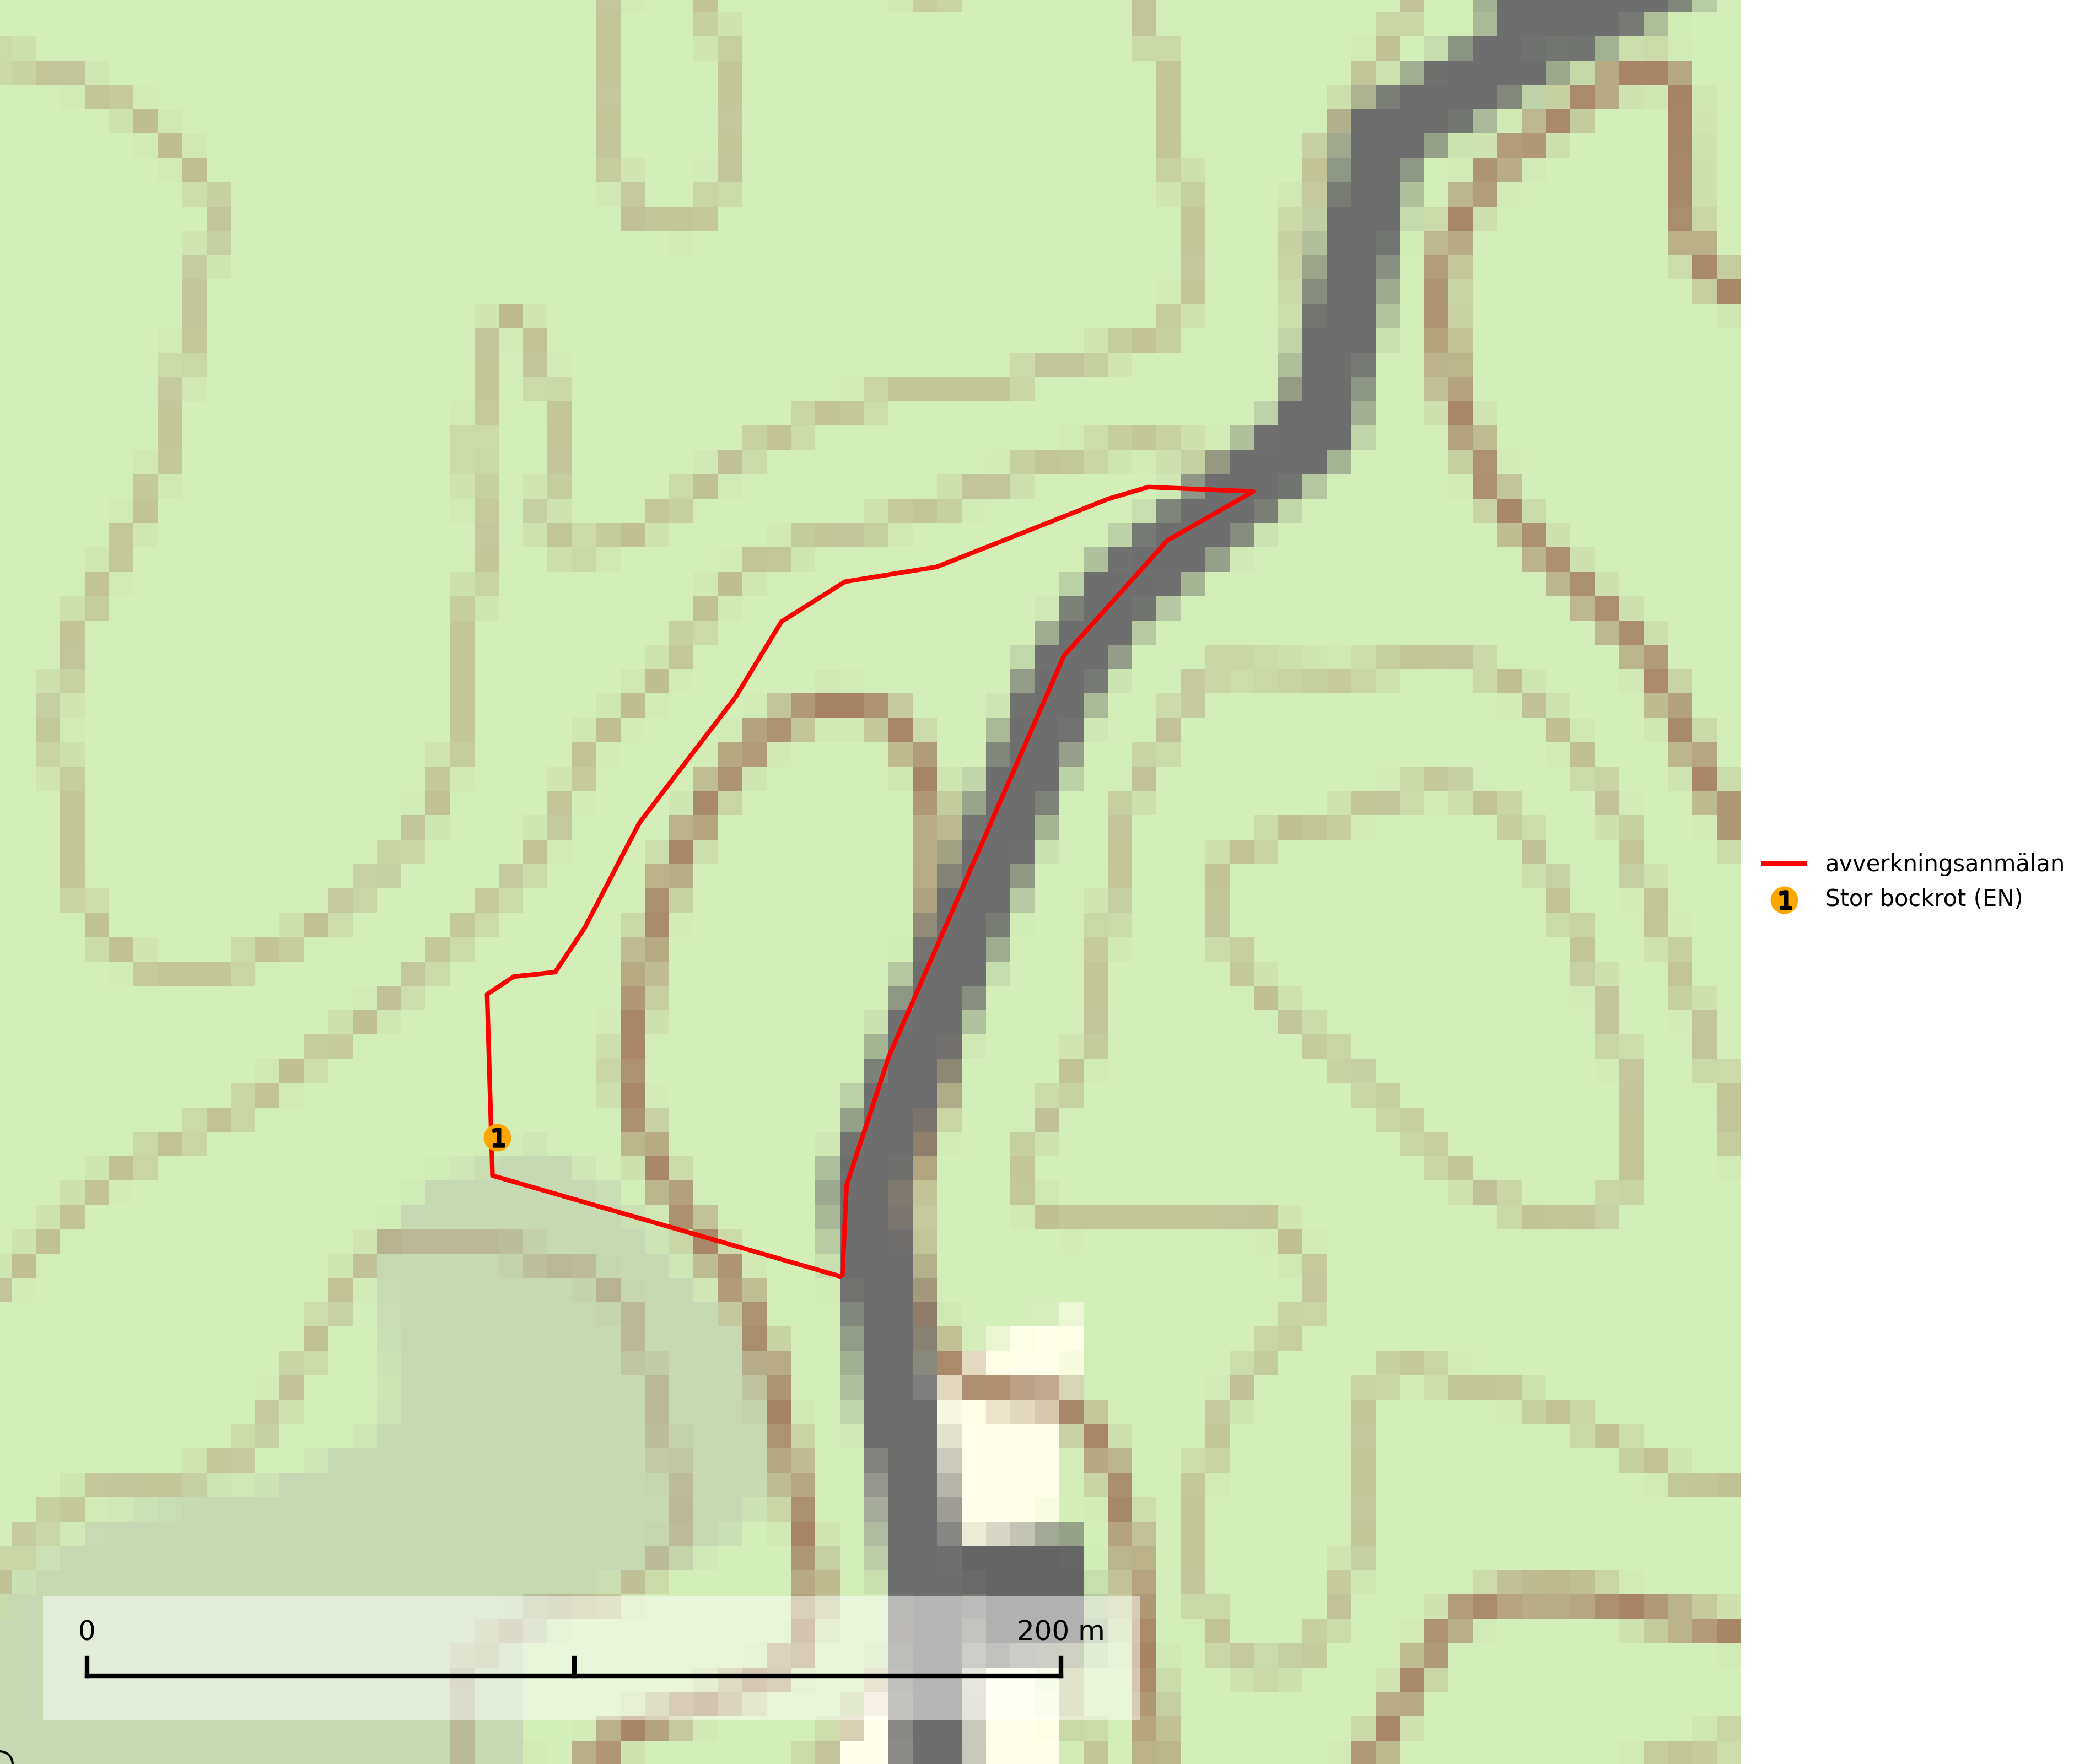 avverkningsanmälan
1 Stor bockrot (EN)
1
0 200 m